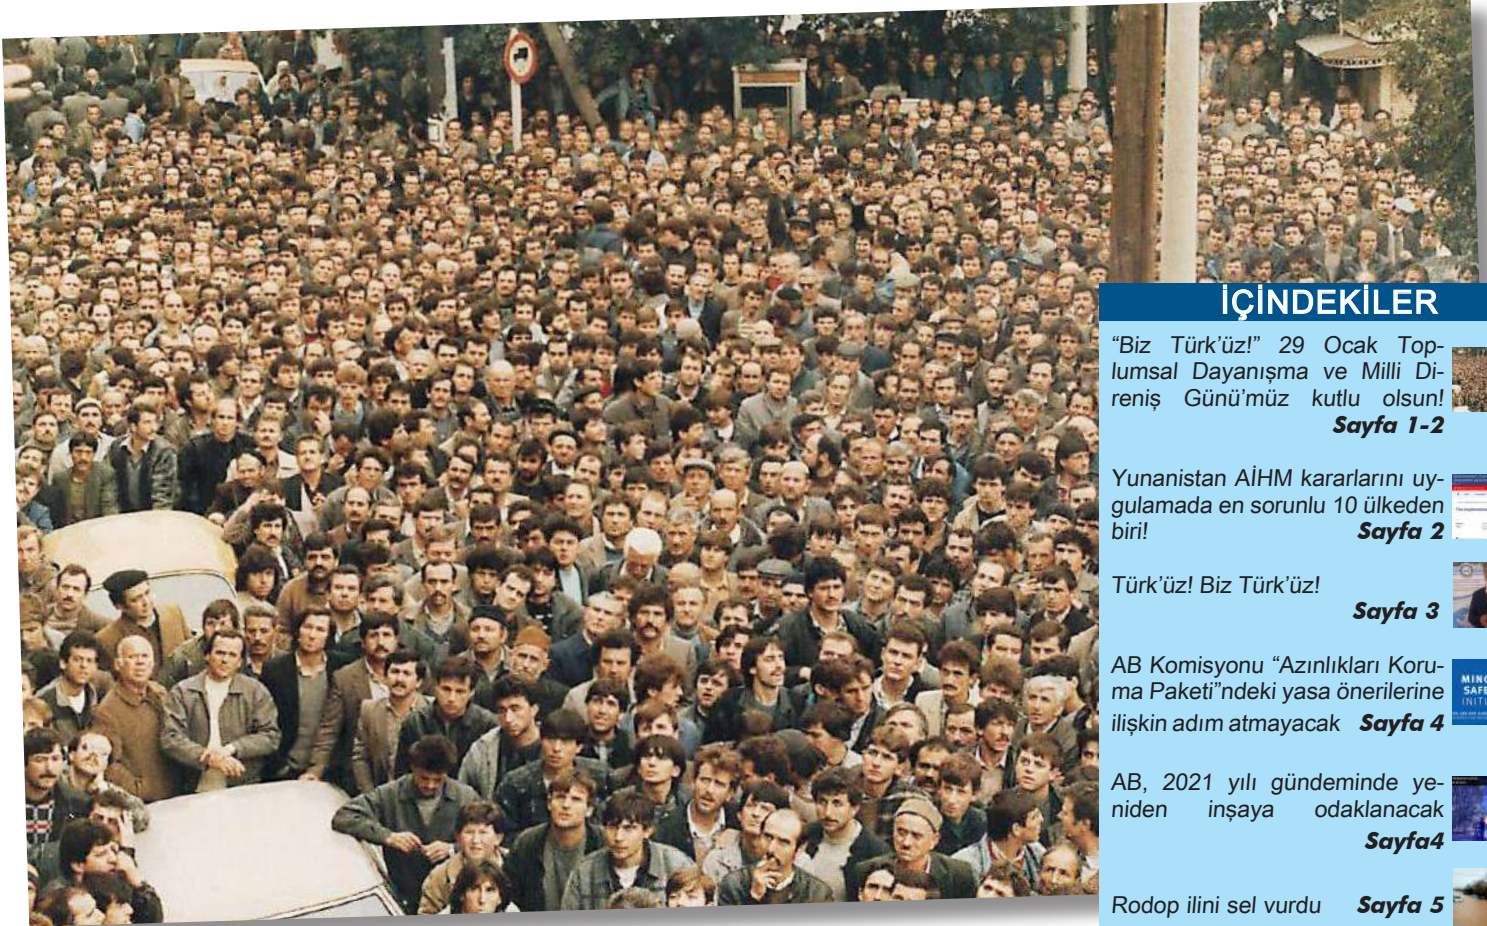 İÇİNDEKİLER
“Biz Türk’üz!” 29 Ocak Top-
lumsal Dayanışma ve Milli Di-
reniş Günü’müz kutlu olsun!
Sayfa 1-2
Yunanistan AİHM kararlarını uy-
gulamada en sorunlu 10 ülkeden
biri! Sayfa 2
Türk’üz! Biz Türk’üz!
Sayfa 3
AB Komisyonu “Azınlıkları Koru-
ma Paketi”ndeki yasa önerilerine
ilişkin adım atmayacak Sayfa 4
MINO
SAFE
INITI
AB, 2021 yılı gündeminde ye-
niden inşaya odaklanacak
Sayfa4
Rodop ilini sel vurdu Sayfa 5